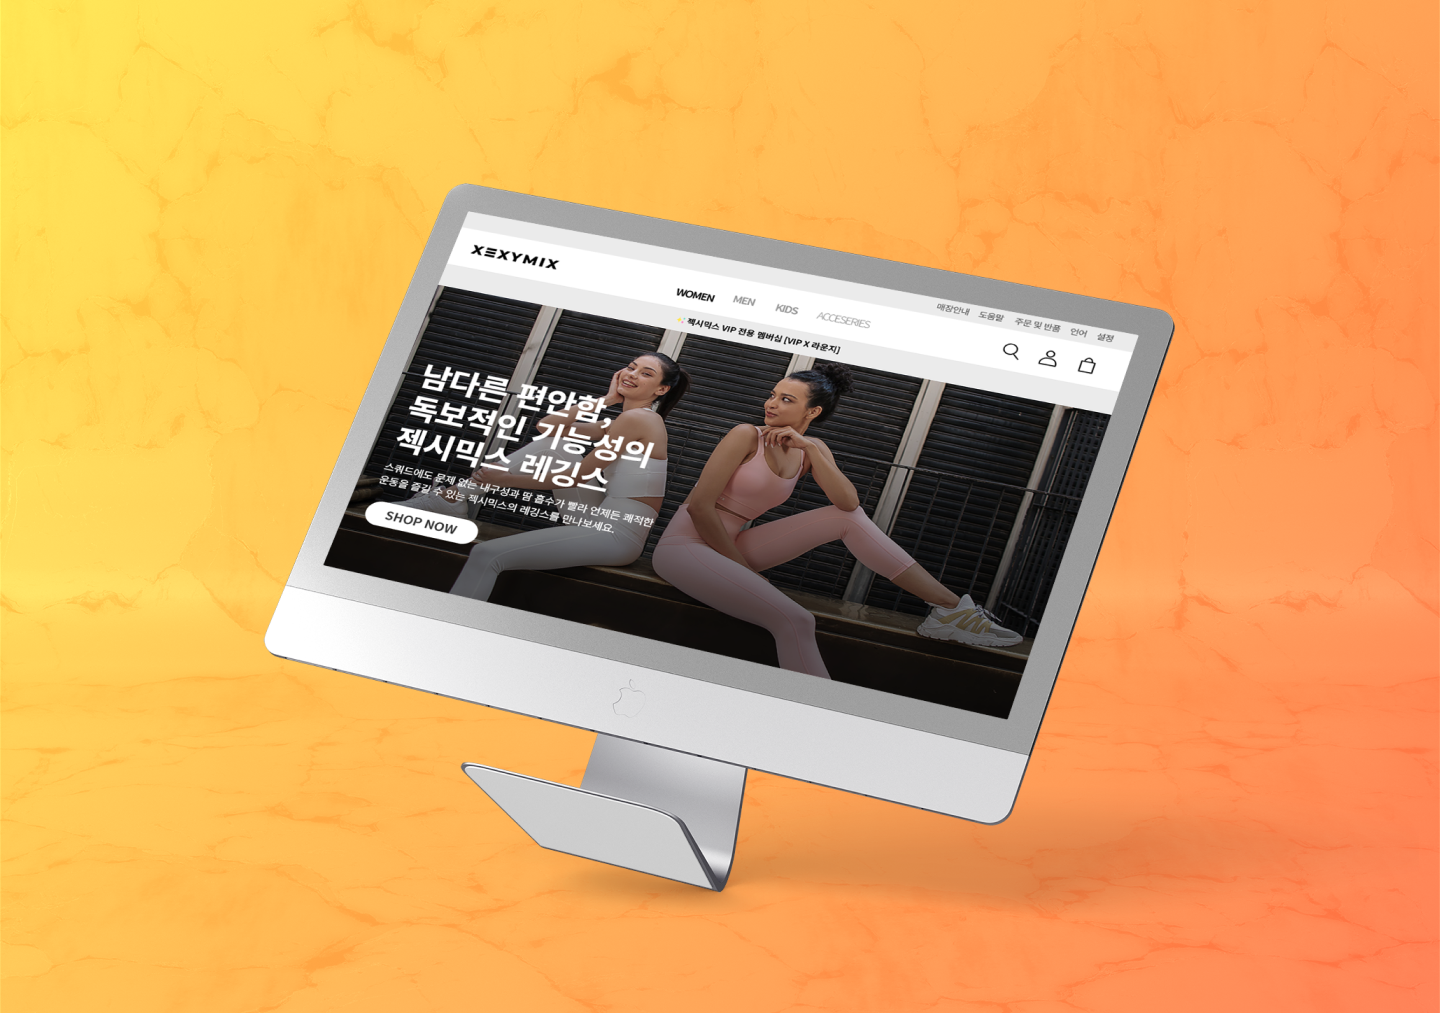 매장안내 도움말 주문 및 반품 언어 설정
XEXYMIX
WOMEN MEN KIDS ACCESERIES
✨ 젝시믹스 VIP 전용 멤버십 [VIP X 라운지]
남다른 편안함,
독보적인 기능성의
젝시믹스 레깅스
스쿼드에도 문제 없는 내구성과 땀 흡수가 빨라 언제든 쾌적한
운동을 즐길 수 있는 젝시믹스의 레깅스를 만나보세요.
SHOP NOW